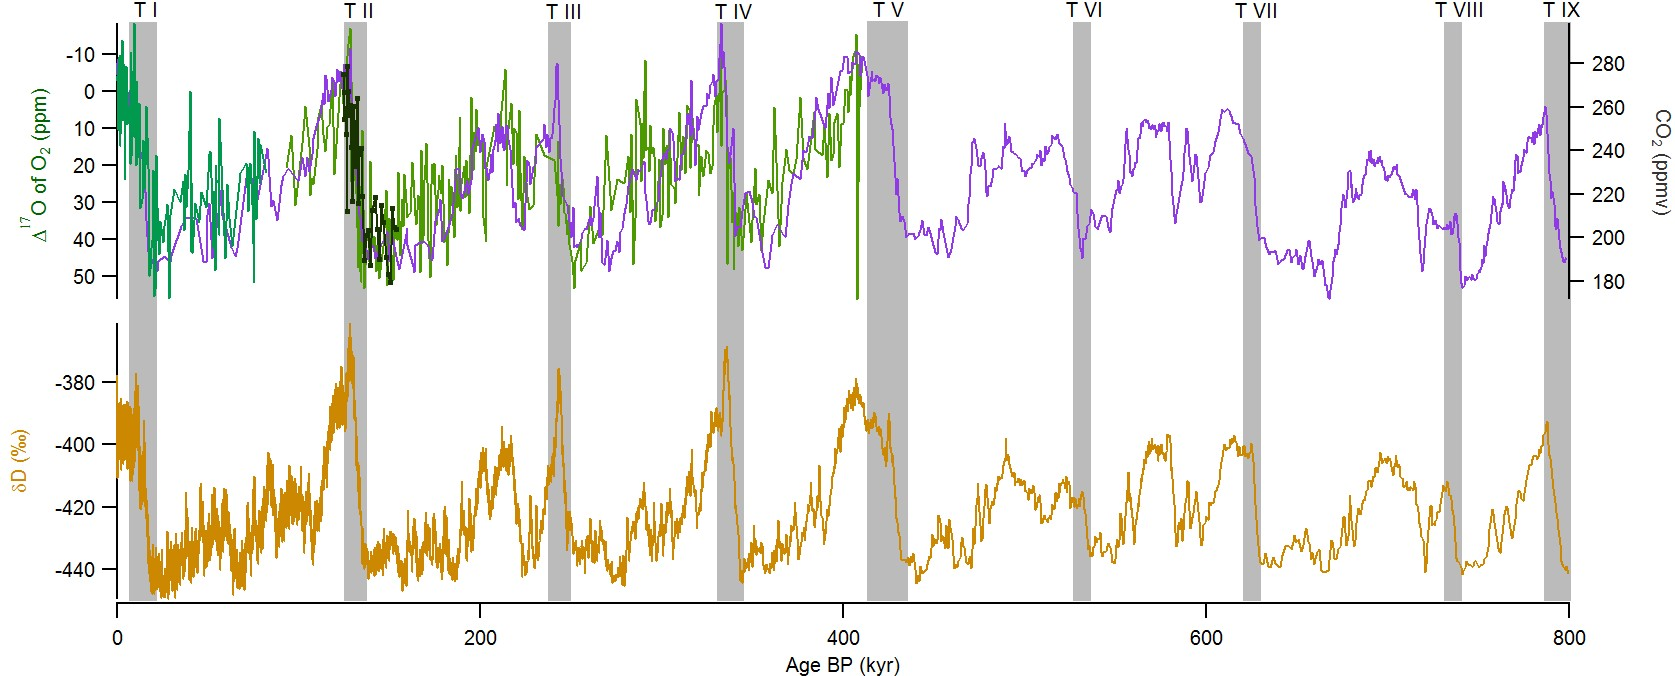 T I T II T III T IV T V T VI T VII T VIII T IX
-10
0
10
20
30
40
50
Δ¹⁷O of O₂ (ppm)
280
260
240
220
200
180
CO₂ (ppmv)
-380
-400
-420
-440
δD (‰)
0 200 400 600 800
Age BP (kyr)